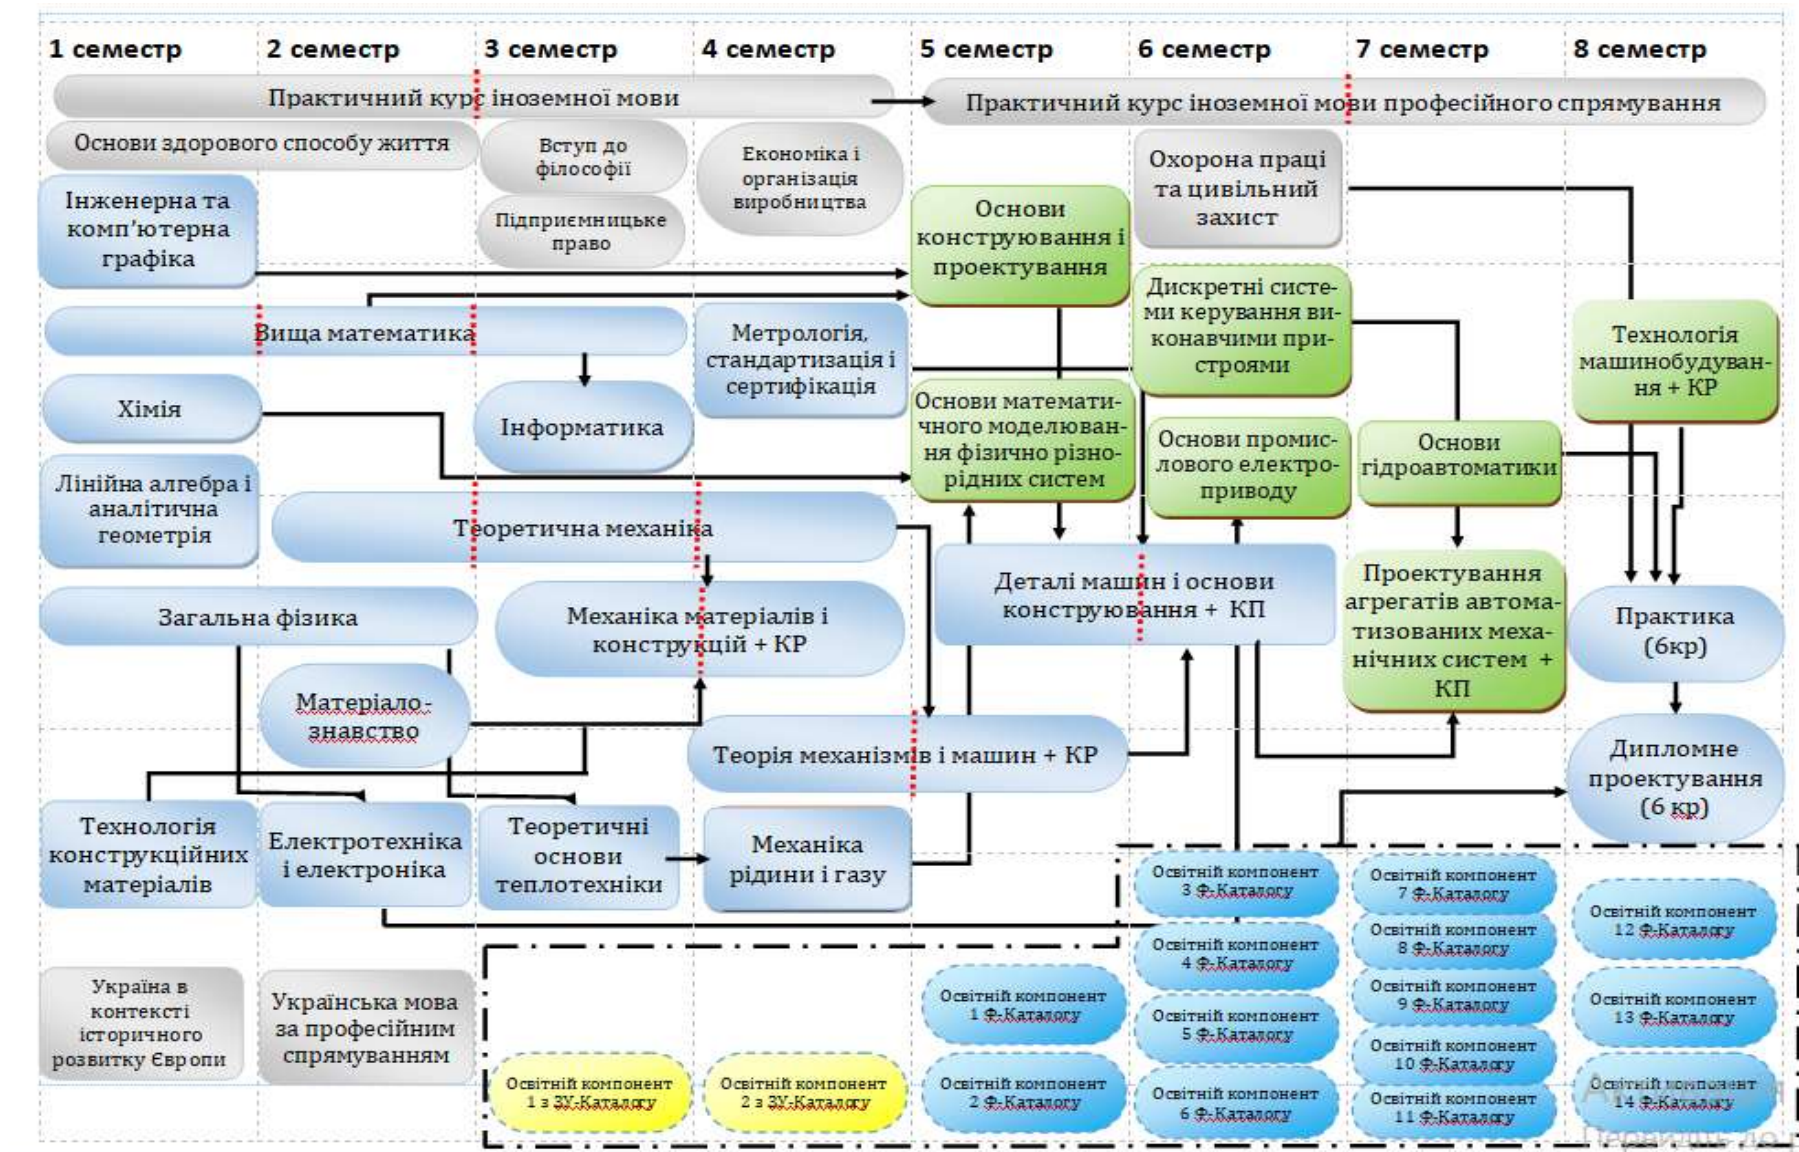 1 семестр
2 семестр
3 семестр
4 семестр
5 семестр
6 семестр
7 семестр
8 семестр
Практичний курс іноземної мови
Практичний курс іноземної мови професійного спрямування
Основи здорового способу життя
Вступ до
філософії
Підприємницьке
право
Економіка і
організація
виробництва
Охорона праці
та цивільний
захист
Інженерна та
комп’ютерна
графіка
Основи
конструювання і
проектування
Дискретні систе-
ми керування ви-
конавчими при-
строями
Вища математика
Метрологія,
стандартизація і
сертифікація
Технологія
машинобудуван-
ня + КР
Хімія
Інформатика
Основи математи-
чного моделюван-
ня фізично різно-
рідних систем
Основи промис-
лового електро-
приводу
Основи
гідроавтоматики
Лінійна алгебра і
аналітична
геометрія
Теоретична механіка
Загальна фізика
Механіка матеріалів і
конструкцій + КР
Деталі машин і основи
конструювання + КП
Проектування
агрегатів автома-
тизованих меха-
нічних систем +
КП
Практика
(6кр)
Матеріало-
знавство
Теорія механізмів і машин + КР
Дипломне
проектування
(6 кр)
Технологія
конструкційних
матеріалів
Електротехніка
і електроніка
Теоретичні
основи
теплотехніки
Механіка
рідини і газу
Україна в
контексті
історичного
розвитку Європи
Українська мова
за професійним
спрямуванням
Освітній компонент
1 з ЗУ-Каталогу
Освітній компонент
2 з ЗУ-Каталогу
Освітній компонент
1 Ф-Каталогу
Освітній компонент
2 Ф-Каталогу
Освітній компонент
3 Ф-Каталогу
Освітній компонент
4 Ф-Каталогу
Освітній компонент
5 Ф-Каталогу
Освітній компонент
6 Ф-Каталогу
Освітній компонент
7 Ф-Каталогу
Освітній компонент
8 Ф-Каталогу
Освітній компонент
9 Ф-Каталогу
Освітній компонент
10 Ф-Каталогу
Освітній компонент
11 Ф-Каталогу
Освітній компонент
12 Ф-Каталогу
Освітній компонент
13 Ф-Каталогу
Освітній компонент
14 Ф-Каталогу
Перейдіть до